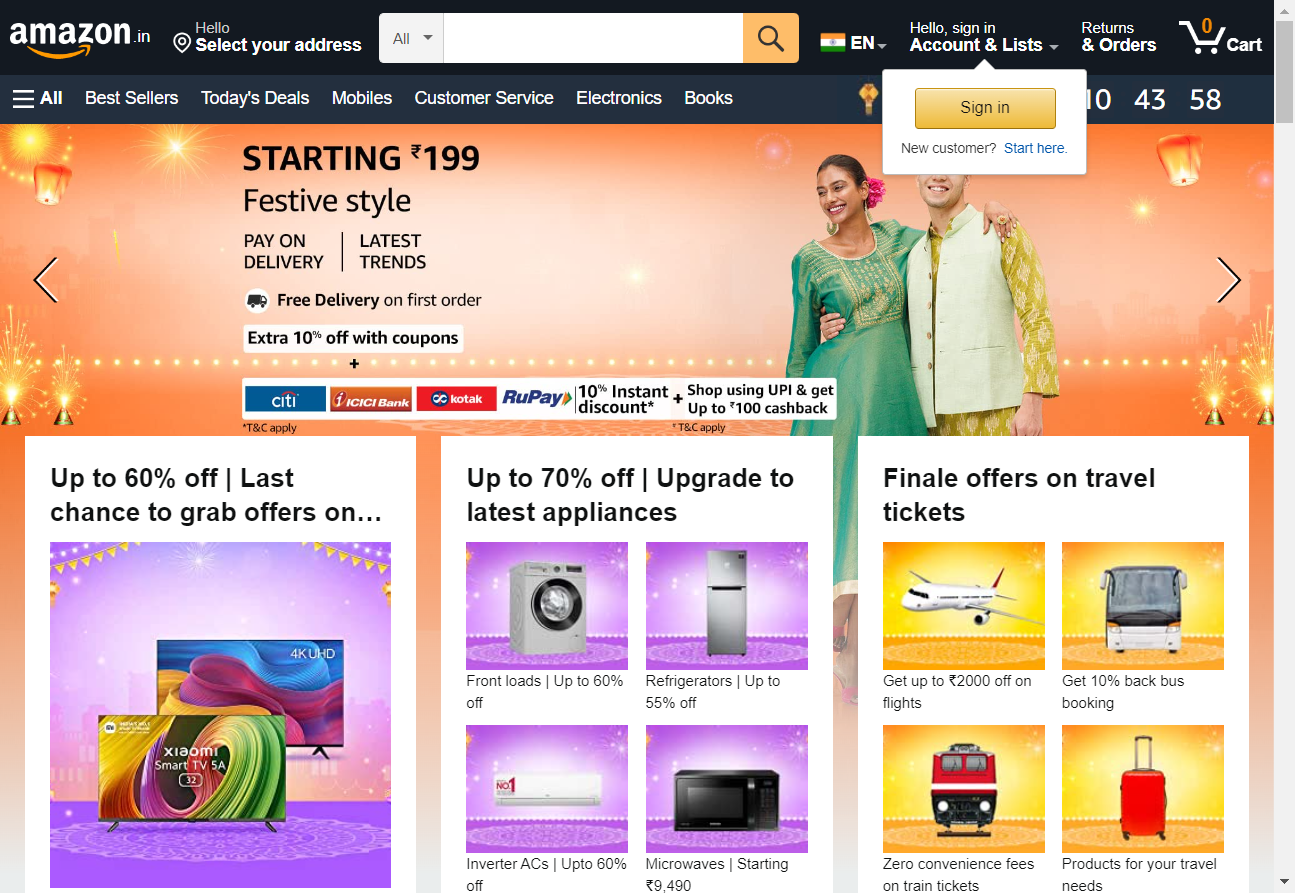 amazon.in
Hello
Select your address
All
EN
Hello, sign in
Account & Lists
Returns
& Orders
0
Cart
All
Best Sellers
Today's Deals
Mobiles
Customer Service
Electronics
Books
10 43 58
Sign in
New customer? Start here.
STARTING ₹199
Festive style
PAY ON
DELIVERY
LATEST
TRENDS
Free Delivery on first order
Extra 10% off with coupons
+
citi
ICICI Bank
kotak
RuPay
10% Instant
discount*
+
Shop using UPI & get
Up to ₹100 cashback
*T&C apply
T&C apply
Up to 60% off | Last
chance to grab offers on…
4K UHD
mi
xiaomi
Smart TV 5A
32
Up to 70% off | Upgrade to
latest appliances
Front loads | Up to 60%
off
Refrigerators | Up to
55% off
NO.1
Inverter ACs | Upto 60%
off
Microwaves | Starting
₹9,490
Finale offers on travel
tickets
Get up to ₹2000 off on
flights
Get 10% back bus
booking
Zero convenience fees
on train tickets
Products for your travel
needs